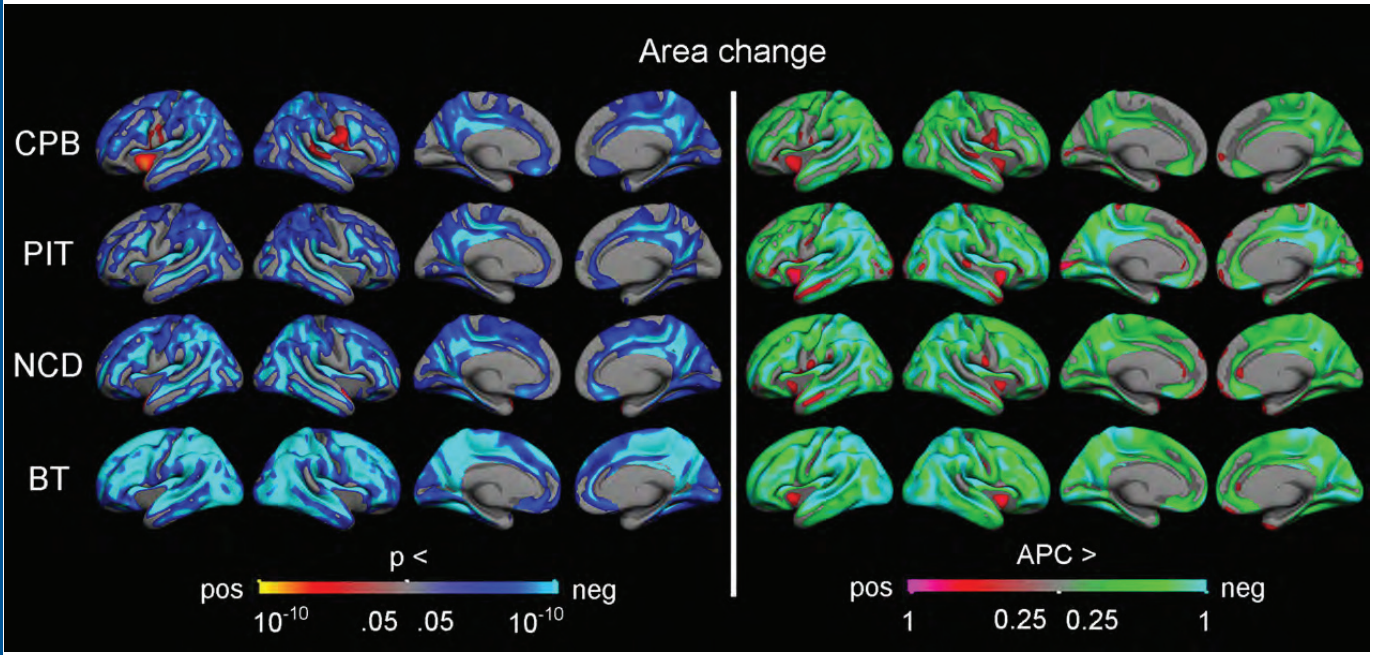 Area change
CPB
PIT
NCD
BT
p <
pos neg
10⁻¹⁰ .05 .05 10⁻¹⁰
APC >
pos neg
1 0.25 0.25 1